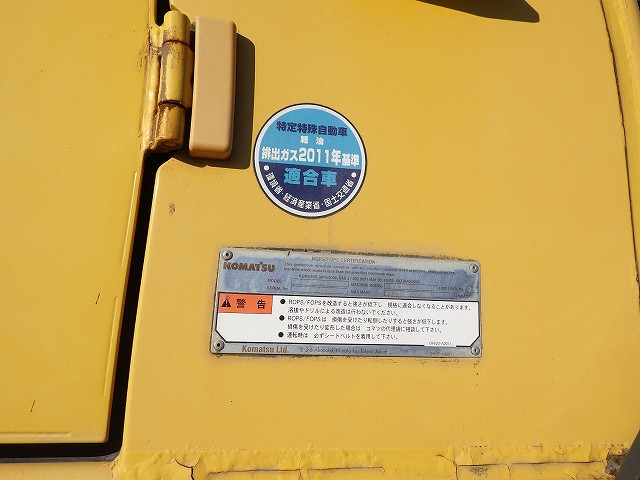 特定特殊自動車
軽油
排出ガス2011年基準
適合車
環境省・経済産業省・国土交通省
KOMATSU
ROPS/FOPS CERTIFICATION
MODEL
SERIAL No.
MACHINE MODEL
MAX MASS
警告
● ROPS/FOPSを改造すると強さが低下し 規格に適合しなくなることがあります。
溶接やドリルによる改造は行わないでください。
● ROPS/FOPSは 損傷を受けたり転倒したりすると強さが低下します。
損傷を受けたり変形した場合は コマツの代理店に相談して下さい。
● 運転時は 必ずシートベルトを着用して下さい。
Komatsu Ltd.